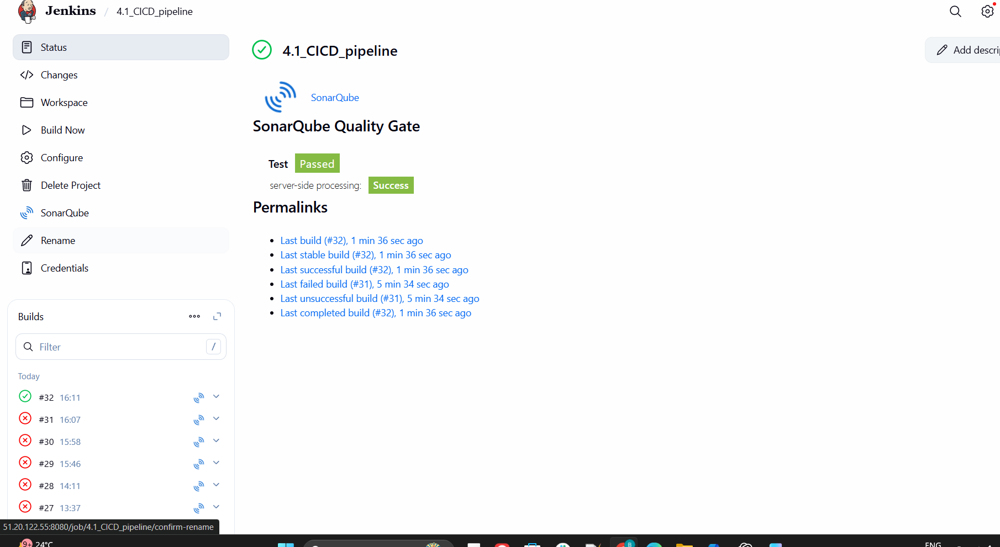 Jenkins / 4.1_CICD_pipeline
Status
Changes
Workspace
Build Now
Configure
Delete Project
SonarQube
Rename
Credentials
Builds
Filter /
Today
#32 16:11
#31 16:07
#30 15:58
#29 15:46
#28 14:11
#27 13:37
4.1_CICD_pipeline
Add descrip
SonarQube
SonarQube Quality Gate
Test Passed
server-side processing: Success
Permalinks
Last build (#32), 1 min 36 sec ago
Last stable build (#32), 1 min 36 sec ago
Last successful build (#32), 1 min 36 sec ago
Last failed build (#31), 5 min 34 sec ago
Last unsuccessful build (#31), 5 min 34 sec ago
Last completed build (#32), 1 min 36 sec ago
51.20.122.55:8080/job/4.1_CICD_pipeline/confirm-rename
9+ 24°C
B
ENG